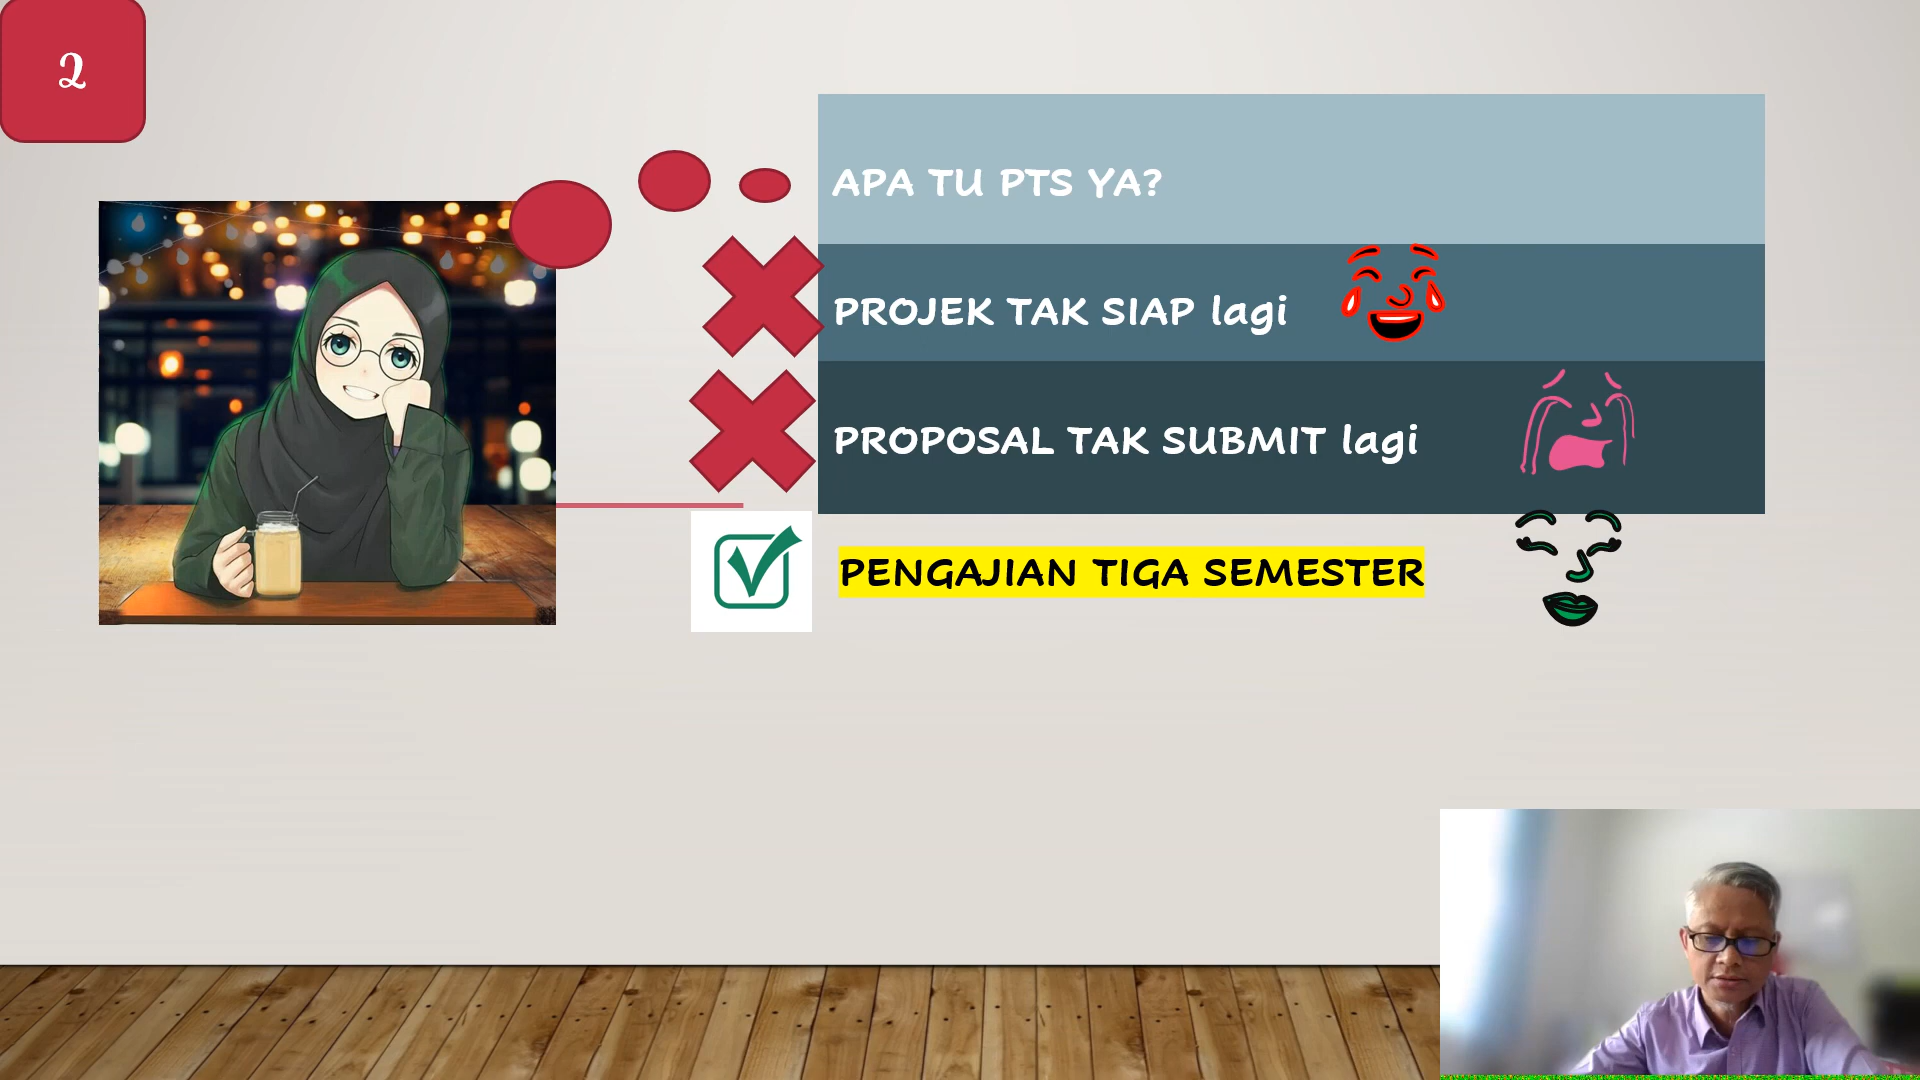 2
APA TU PTS YA?
PROJEK TAK SIAP lagi
PROPOSAL TAK SUBMIT lagi
PENGAJIAN TIGA SEMESTER